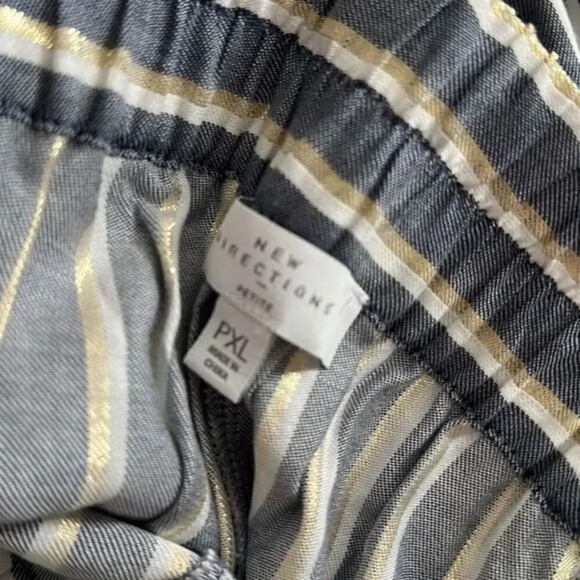 NEW
DIRECTIONS
PETITE
PXL
MADE IN
CHINA